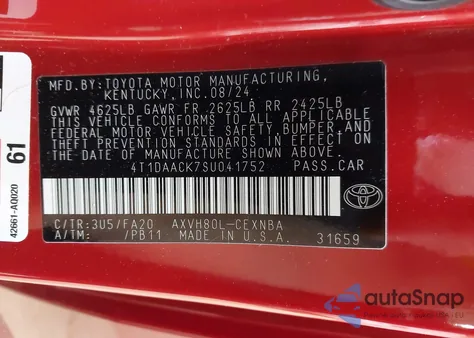 MFD.BY:TOYOTA MOTOR MANUFACTURING,
KENTUCKY,INC.08/24
GVWR 4625LB GAWR FR 2625LB RR 2425LB
THIS VEHICLE CONFORMS TO ALL APPLICABLE
FEDERAL MOTOR VEHICLE SAFETY,BUMPER,AND
THEFT PREVENTION STANDARDS IN EFFECT ON
THE DATE OF MANUFACTURE SHOWN ABOVE.
4T1DAACK7SU041752 PASS.CAR
C/TR:3U5/FA20 AXVH80L-CEXNBA
A/TM: /PB11 MADE IN U.S.A. 31659
42661-A0020
61
autoSnap